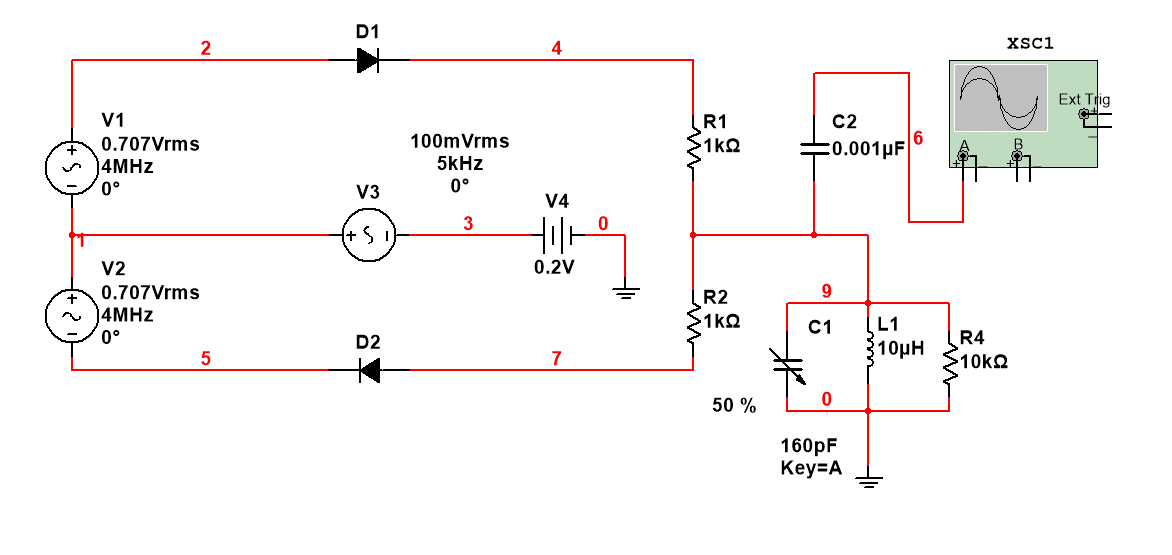 xsc1
2
D1
4
Ext Trig
+
−
V1
0.707Vrms
4MHz
0°
+
−
100mVrms
5kHz
0°
R1
1kΩ
C2
0.001µF
6
A
B
+
−
+
−
V3
+
1
3
V4
0.2V
0
V2
0.707Vrms
4MHz
0°
+
−
R2
1kΩ
9
C1
L1
10µH
R4
10kΩ
5
D2
7
50 %
0
160pF
Key=A